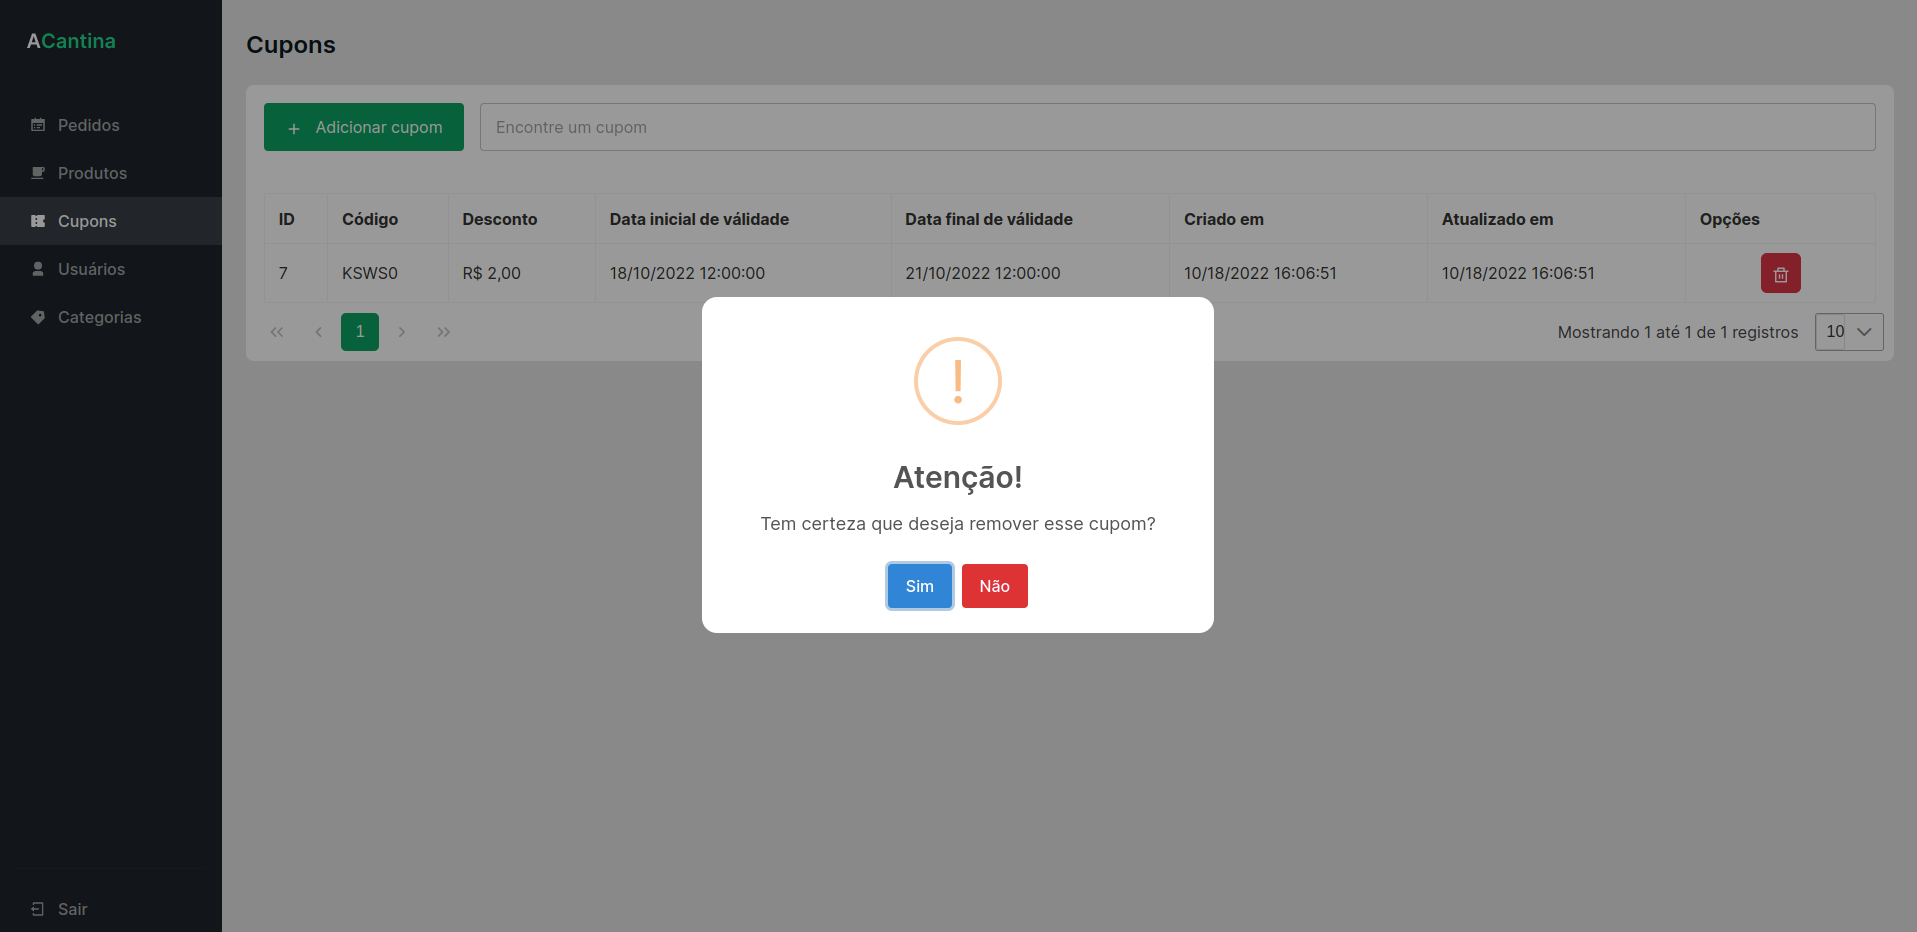 ACantina
Pedidos
Produtos
Cupons
Usuários
Categorias
Sair
Cupons
+ Adicionar cupom
Encontre um cupom
ID Código Desconto Data inicial de válidade Data final de válidade Criado em Atualizado em Opções
7 KSWS0 R$ 2,00 18/10/2022 12:00:00 21/10/2022 12:00:00 10/18/2022 16:06:51 10/18/2022 16:06:51
1
Mostrando 1 até 1 de 1 registros 10
!
Atenção!
Tem certeza que deseja remover esse cupom?
Sim Não